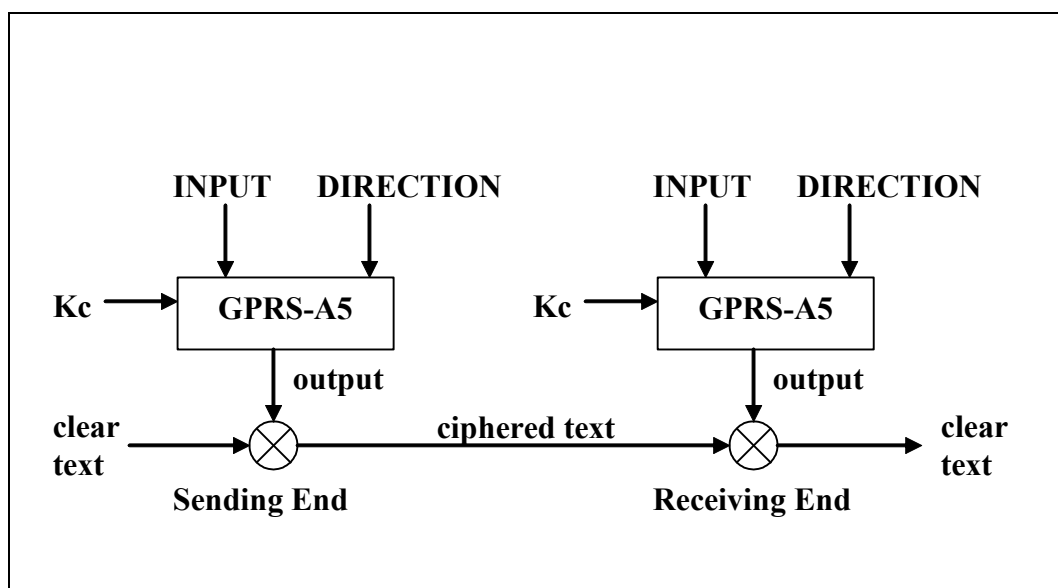 INPUT DIRECTION INPUT DIRECTION
Kc GPRS-A5 Kc GPRS-A5
output output
clear text ciphered text clear text
Sending End Receiving End